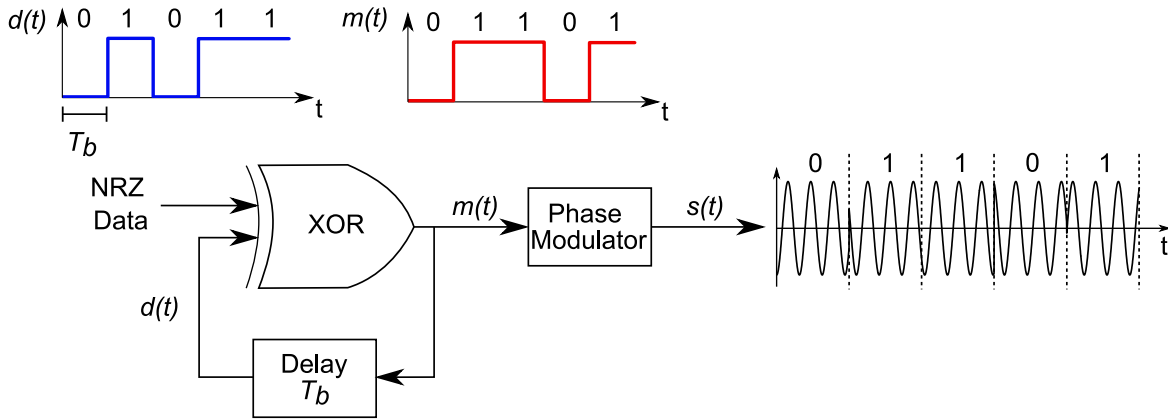 d(t) 0 1 0 1 1
t
T_b
m(t) 0 1 1 0 1
t
NRZ
Data
XOR
m(t)
Phase
Modulator
s(t)
0 1 1 0 1
t
d(t)
Delay
T_b